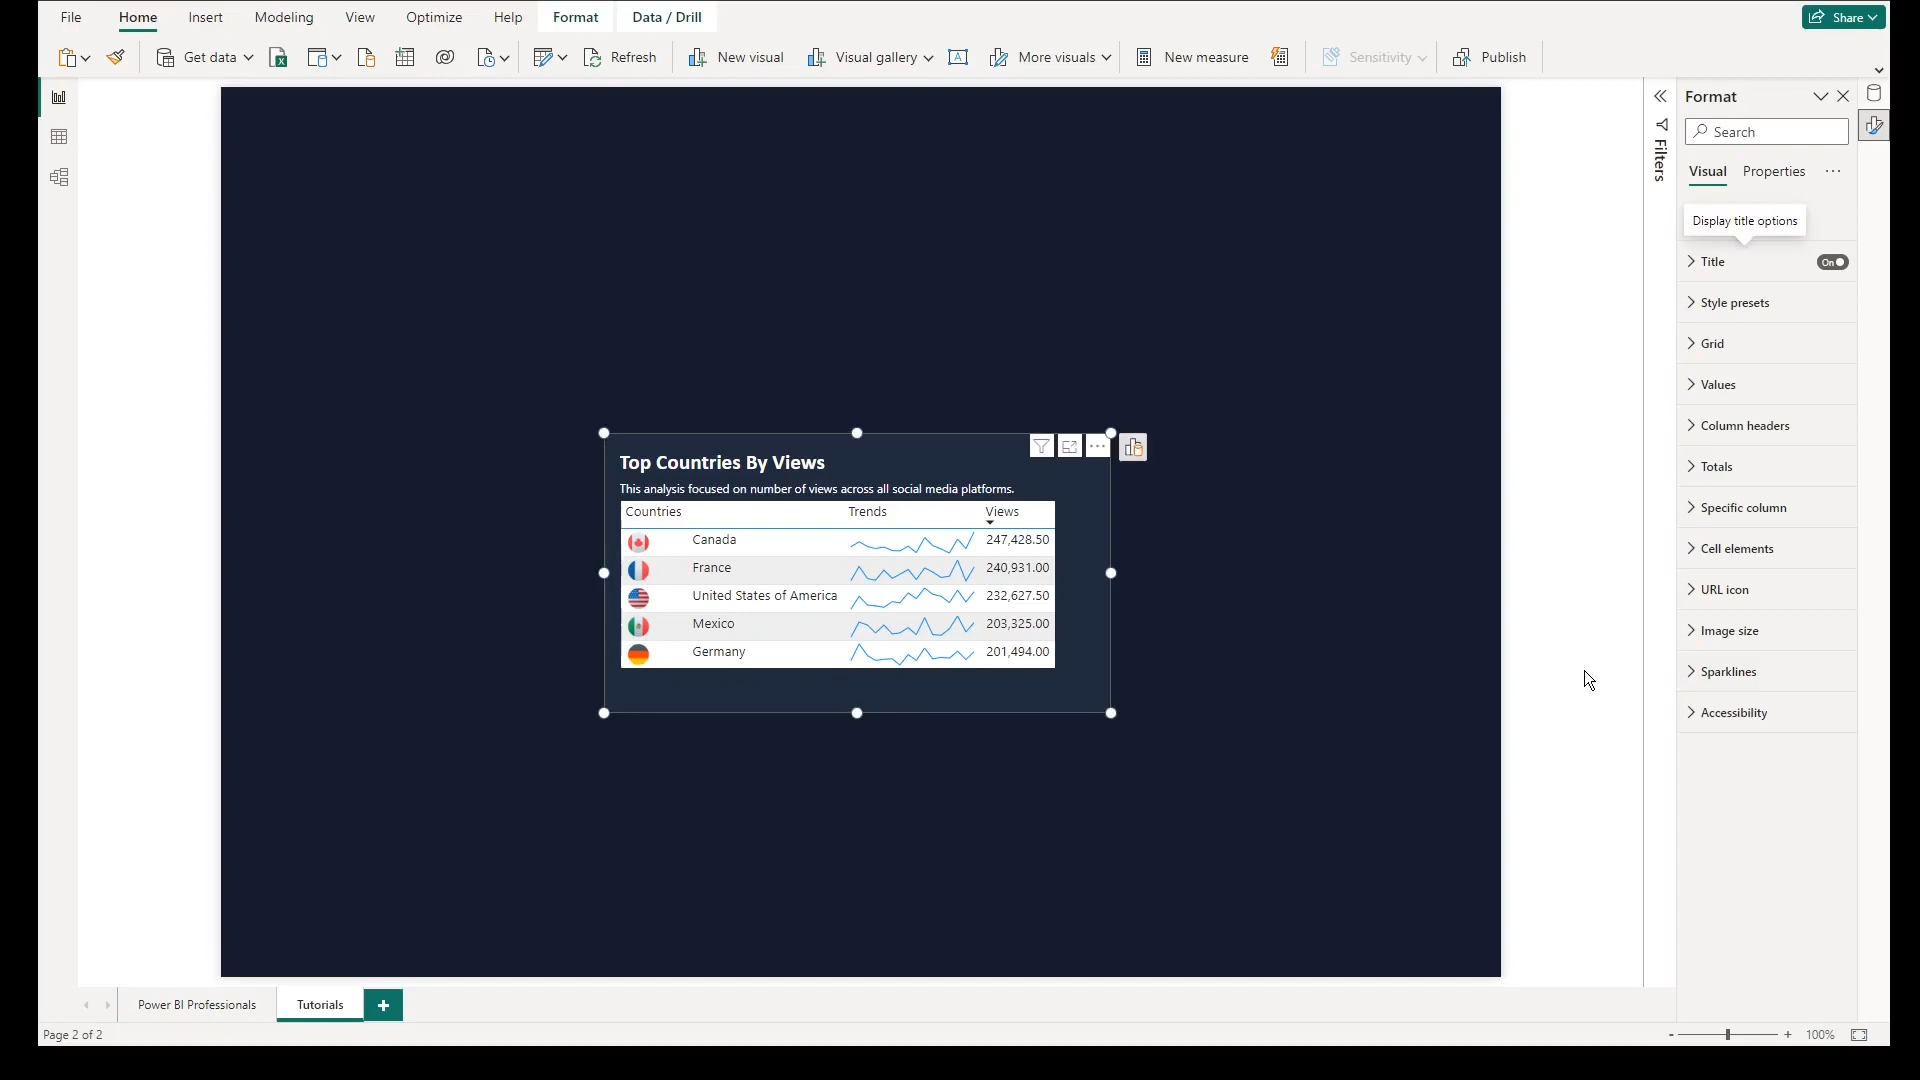 File Home Insert Modeling View Optimize Help Format Data / Drill Share
Get data Refresh New visual Visual gallery More visuals New measure Sensitivity Publish
Format
Search
Filters
Visual Properties
Display title options
Title On
Style presets
Grid
Values
Column headers
Totals
Specific column
Cell elements
URL icon
Image size
Sparklines
Accessibility
Top Countries By Views
This analysis focused on number of views across all social media platforms.
Countries Trends Views
Canada 247,428.50
France 240,931.00
United States of America 232,627.50
Mexico 203,325.00
Germany 201,494.00
Power BI Professionals Tutorials +
Page 2 of 2 - + 100%